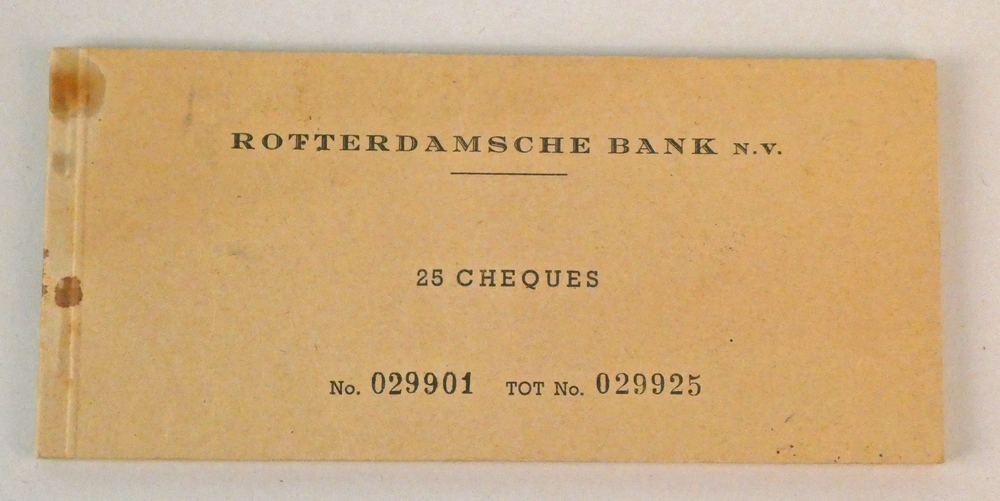 ROTTERDAMSCHE BANK N.V.
25 CHEQUES
No. 029901 TOT No. 029925